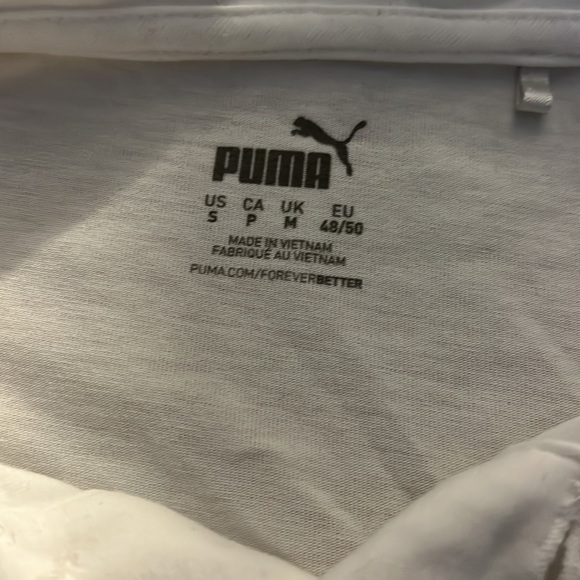 PUMA
US CA UK EU
S P M 48/50
MADE IN VIETNAM
FABRIQUÉ AU VIETNAM
PUMA.COM/FOREVERBETTER